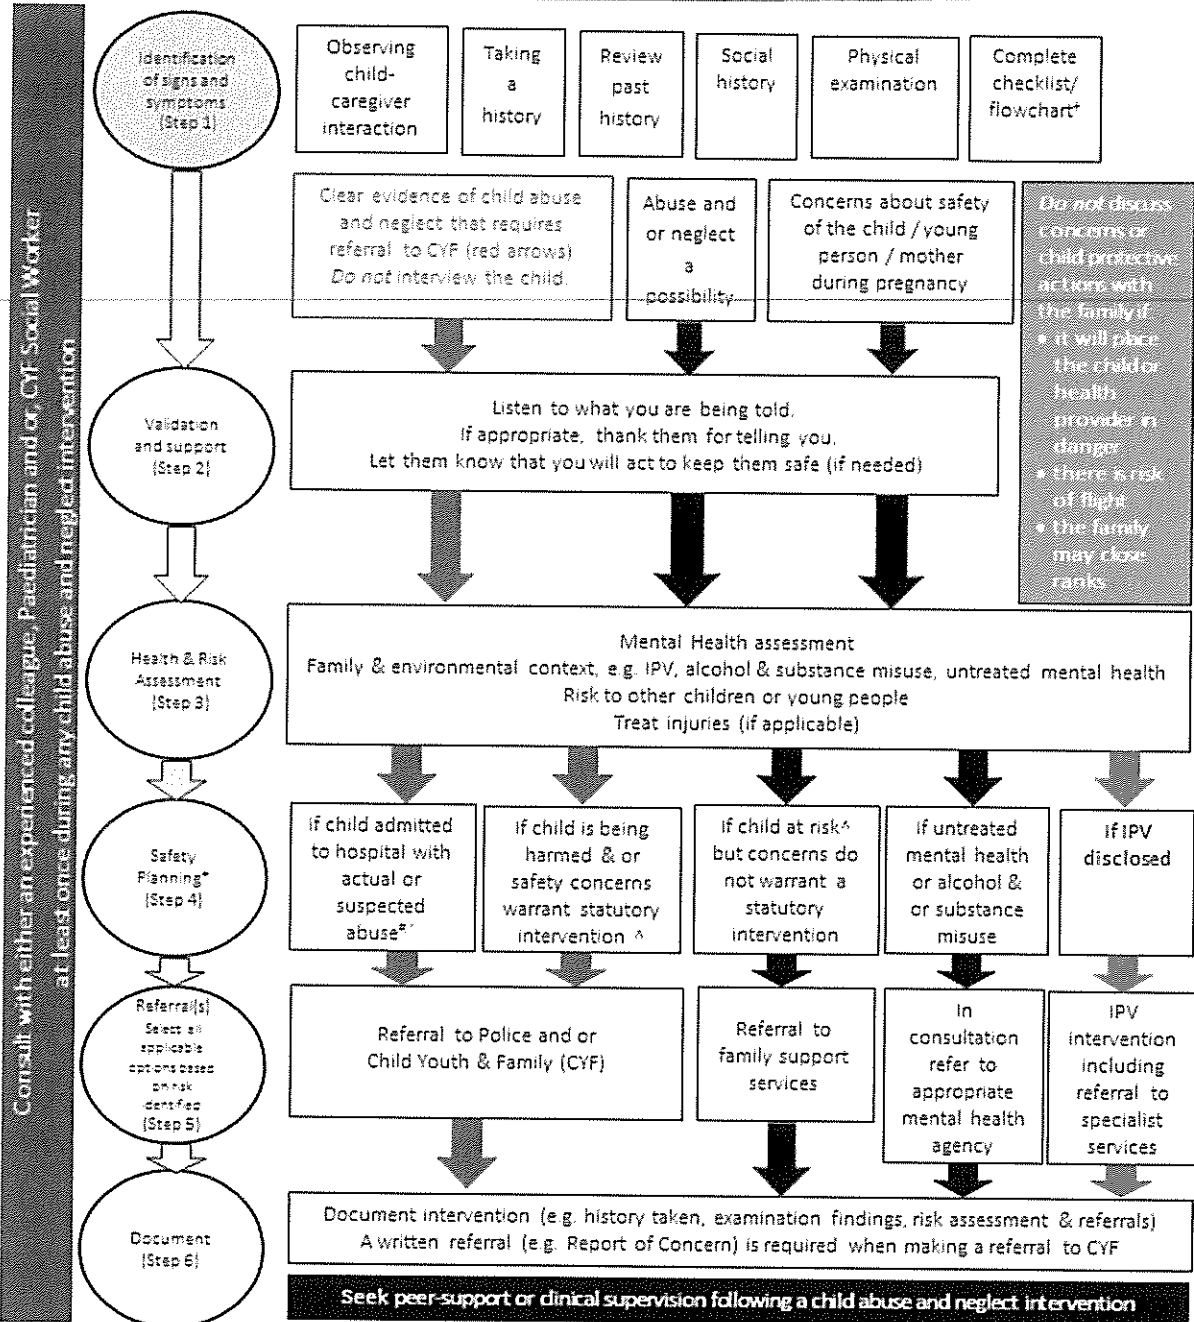 Consult with either an experienced colleague, Paediatrician and or, CYF Social Worker
at least once during any child abuse and neglect intervention
Identification
of signs and
symptoms
(Step 1)
Observing
child-
caregiver
interaction
Taking
a
history
Review
past
history
Social
history
Physical
examination
Complete
checklist/
flowchart⁺
Clear evidence of child abuse
and neglect that requires
referral to CYF (red arrows)
Do not interview the child.
Abuse and
or neglect
a
possibility
Concerns about safety
of the child / young
person / mother
during pregnancy
Do not discuss
concerns or
child protective
actions with
the family if
• it will place
the child or
health
provider in
danger
• there is risk
of flight
• the family
may close
ranks
Validation
and support
(Step 2)
Listen to what you are being told.
If appropriate, thank them for telling you.
Let them know that you will act to keep them safe (if needed)
Health & Risk
Assessment
(Step 3)
Mental Health assessment
Family & environmental context, e.g. IPV, alcohol & substance misuse, untreated mental health
Risk to other children or young people
Treat injuries (if applicable)
Safety
Planning*
(Step 4)
If child admitted
to hospital with
actual or
suspected
abuse#
If child is being
harmed & or
safety concerns
warrant statutory
intervention ^
If child at risk^
but concerns do
not warrant a
statutory
intervention
If untreated
mental health
or alcohol &
or substance
misuse
If IPV
disclosed
Referral(s)
Select all
applicable
options based
on risk
identified
(Step 5)
Referral to Police and or
Child Youth & Family (CYF)
Referral to
family support
services
In
consultation
refer to
appropriate
mental health
agency
IPV
intervention
including
referral to
specialist
services
Document
(Step 6)
Document intervention (e.g. history taken, examination findings, risk assessment & referrals)
A written referral (e.g. Report of Concern) is required when making a referral to CYF
Seek peer-support or clinical supervision following a child abuse and neglect intervention